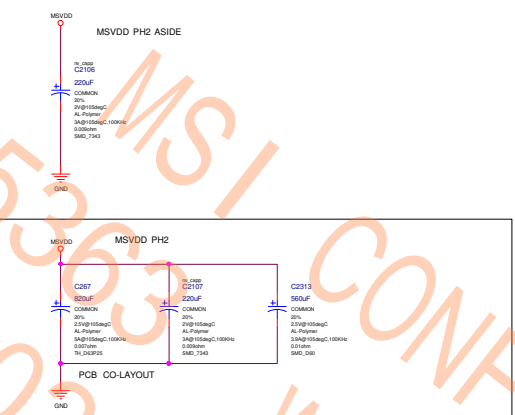 MSVDD
MSVDD PH2 ASIDE
nv_capp
C2106
220uF
COMMON
20%
2V@105degC
AL-Polymer
3A@105degC,100KHz
0.009ohm
SMD_7343
GND
MSVDD
MSVDD PH2
C267
820uF
COMMON
20%
2.5V@105degC
AL-Polymer
5A@105degC,100KHz
0.007ohm
TH_D63P25
nv_capp
C2107
220uF
COMMON
20%
2V@105degC
AL-Polymer
3A@105degC,100KHz
0.009ohm
SMD_7343
C2313
560uF
COMMON
20%
2.5V@105degC
AL-Polymer
3.9A@105degC,100KHz
0.01ohm
SMD_D60
PCB CO-LAYOUT
GND
MSI CONF
5363